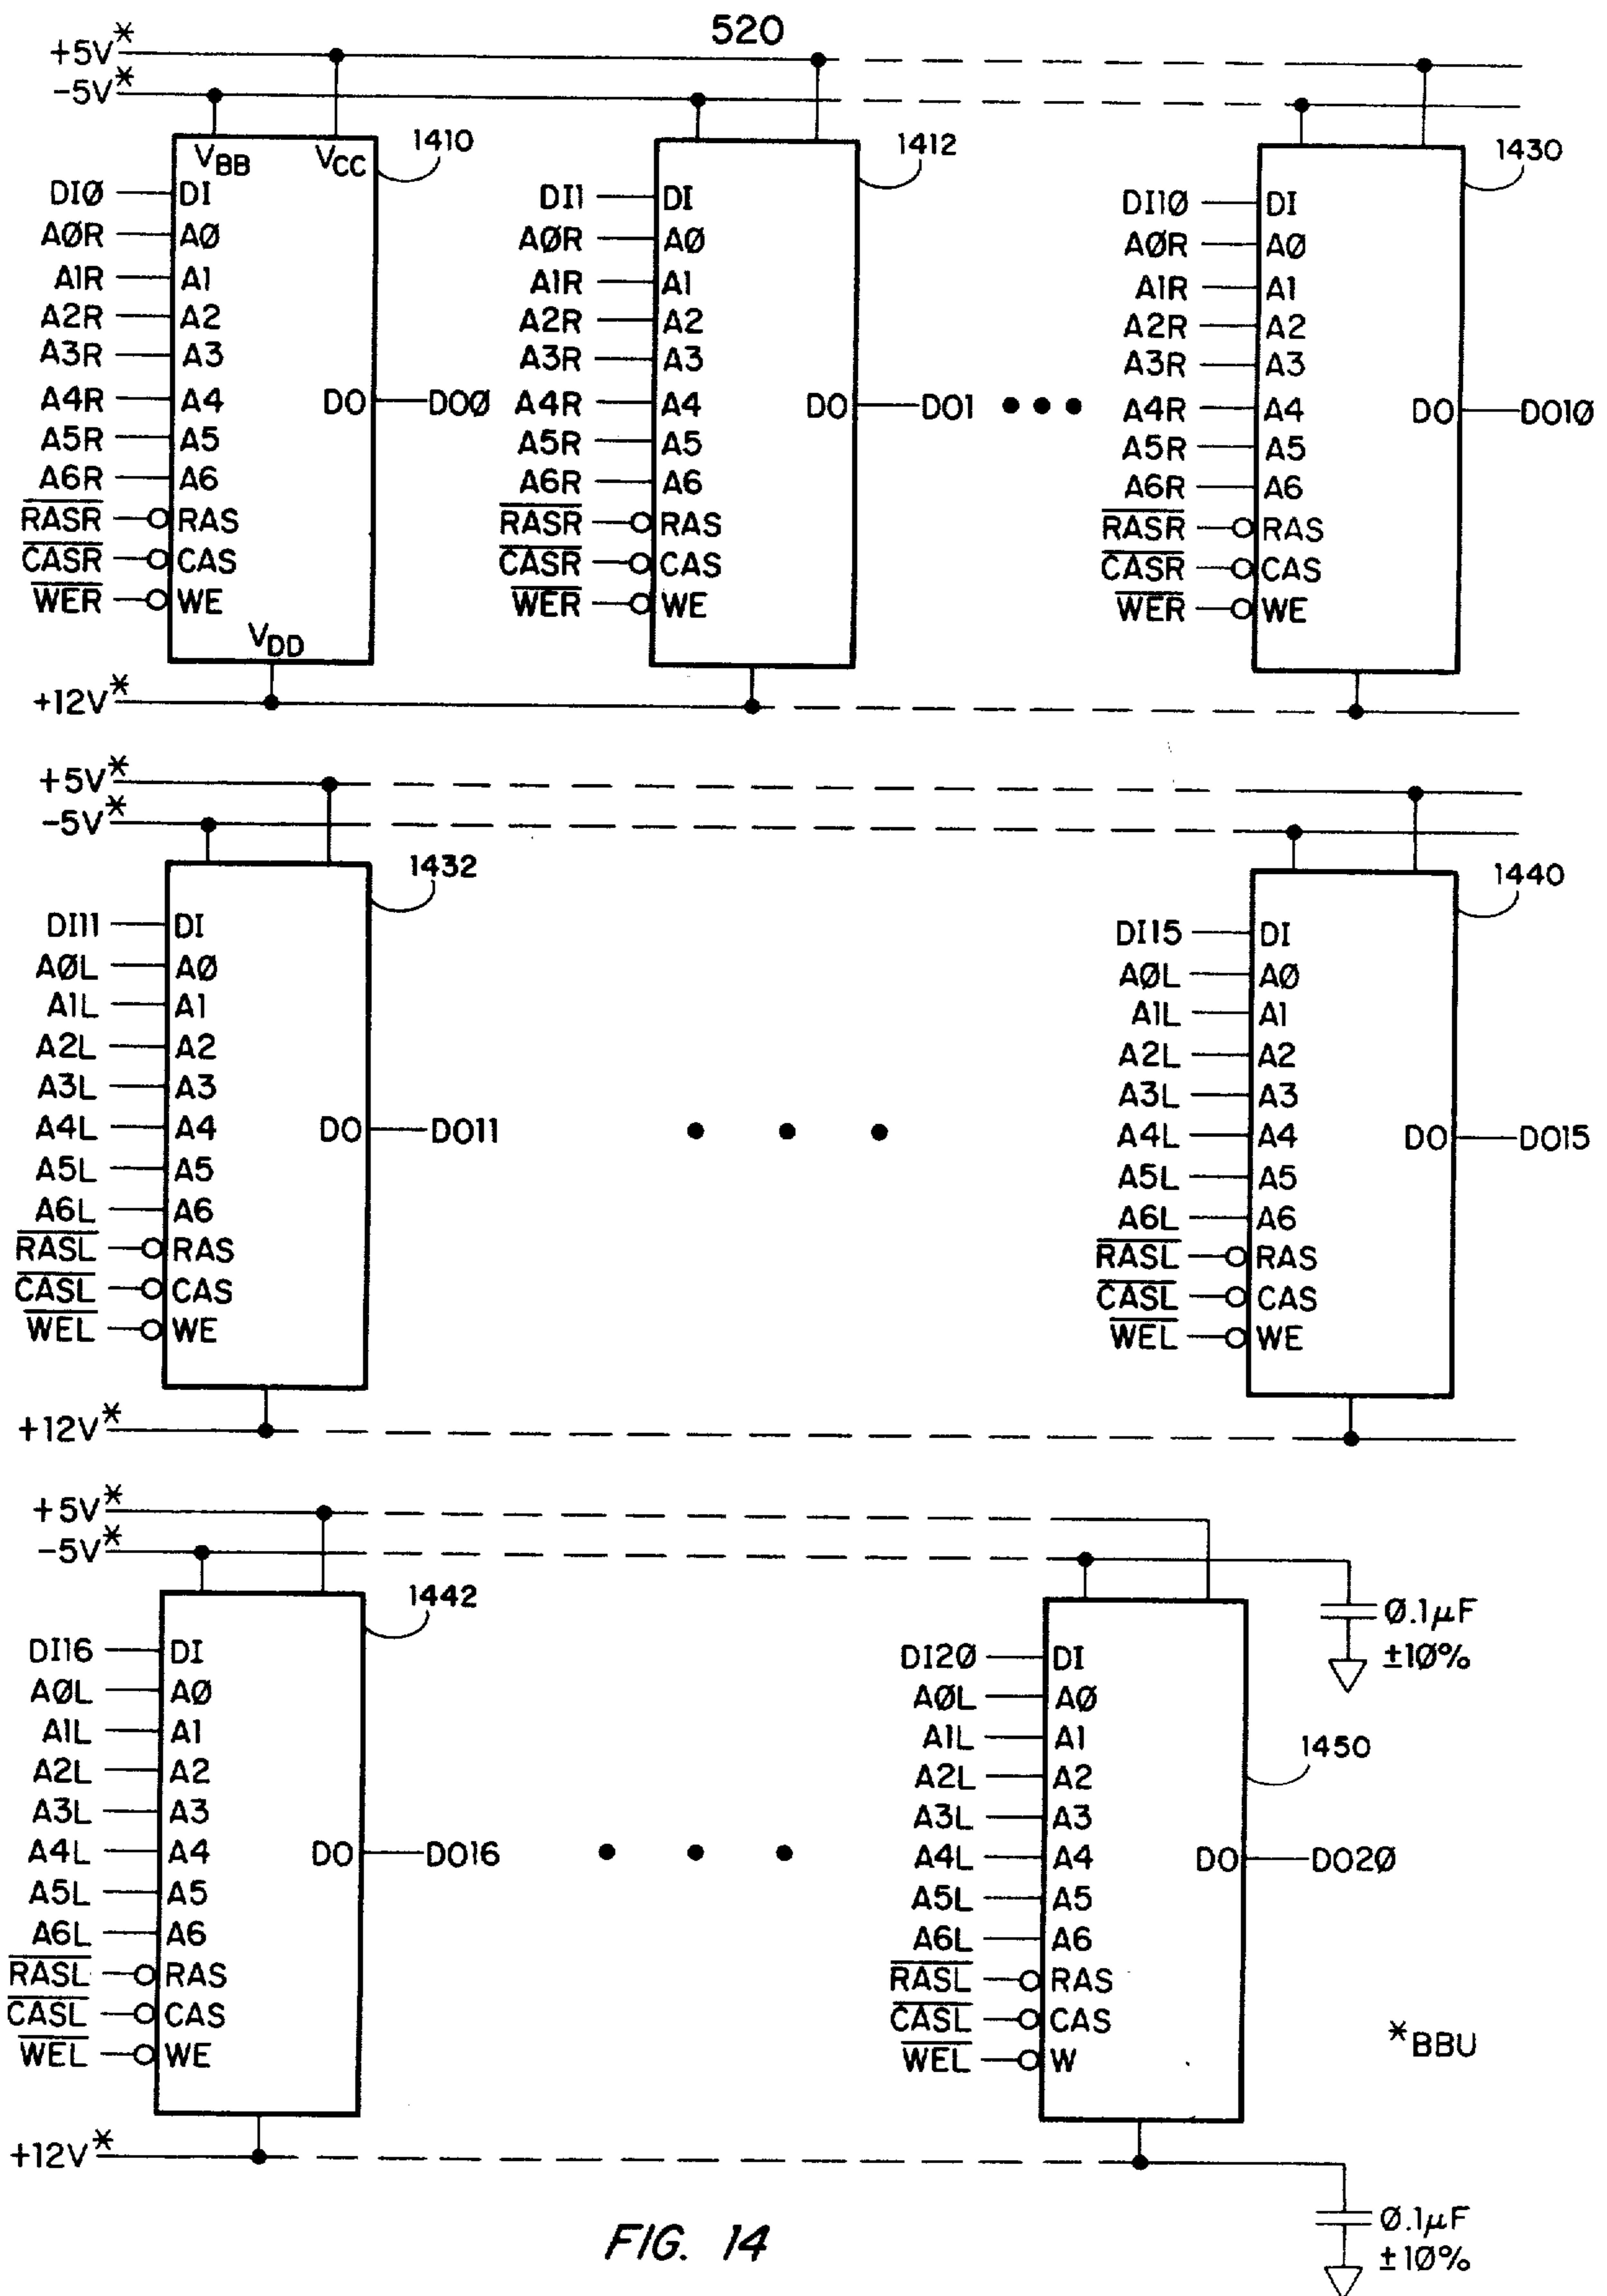 520
+5V*
-5V*
1410
1412
1430
VBB VCC
DIØ DI
AØR AØ
A1R A1
A2R A2
A3R A3
A4R A4
A5R A5
A6R A6
RASR RAS
CASR CAS
WER WE
DO DOØ
VDD
DI1 DI
AØR AØ
A1R A1
A2R A2
A3R A3
A4R A4
A5R A5
A6R A6
RASR RAS
CASR CAS
WER WE
DO DO1
DI1Ø DI
AØR AØ
A1R A1
A2R A2
A3R A3
A4R A4
A5R A5
A6R A6
RASR RAS
CASR CAS
WER WE
DO DO1Ø
+12V*
+5V*
-5V*
1432
1440
DI11 DI
AØL AØ
A1L A1
A2L A2
A3L A3
A4L A4
A5L A5
A6L A6
RASL RAS
CASL CAS
WEL WE
DO DO11
DI15 DI
AØL AØ
A1L A1
A2L A2
A3L A3
A4L A4
A5L A5
A6L A6
RASL RAS
CASL CAS
WEL WE
DO DO15
+12V*
+5V*
-5V*
1442
DI16 DI
AØL AØ
A1L A1
A2L A2
A3L A3
A4L A4
A5L A5
A6L A6
RASL RAS
CASL CAS
WEL WE
DO DO16
DI2Ø DI
AØL AØ
A1L A1
A2L A2
A3L A3
A4L A4
A5L A5
A6L A6
RASL RAS
CASL CAS
WEL W
DO DO2Ø
1450
Ø.1µF
±1Ø%
*BBU
+12V*
Ø.1µF
±1Ø%
FIG. 14